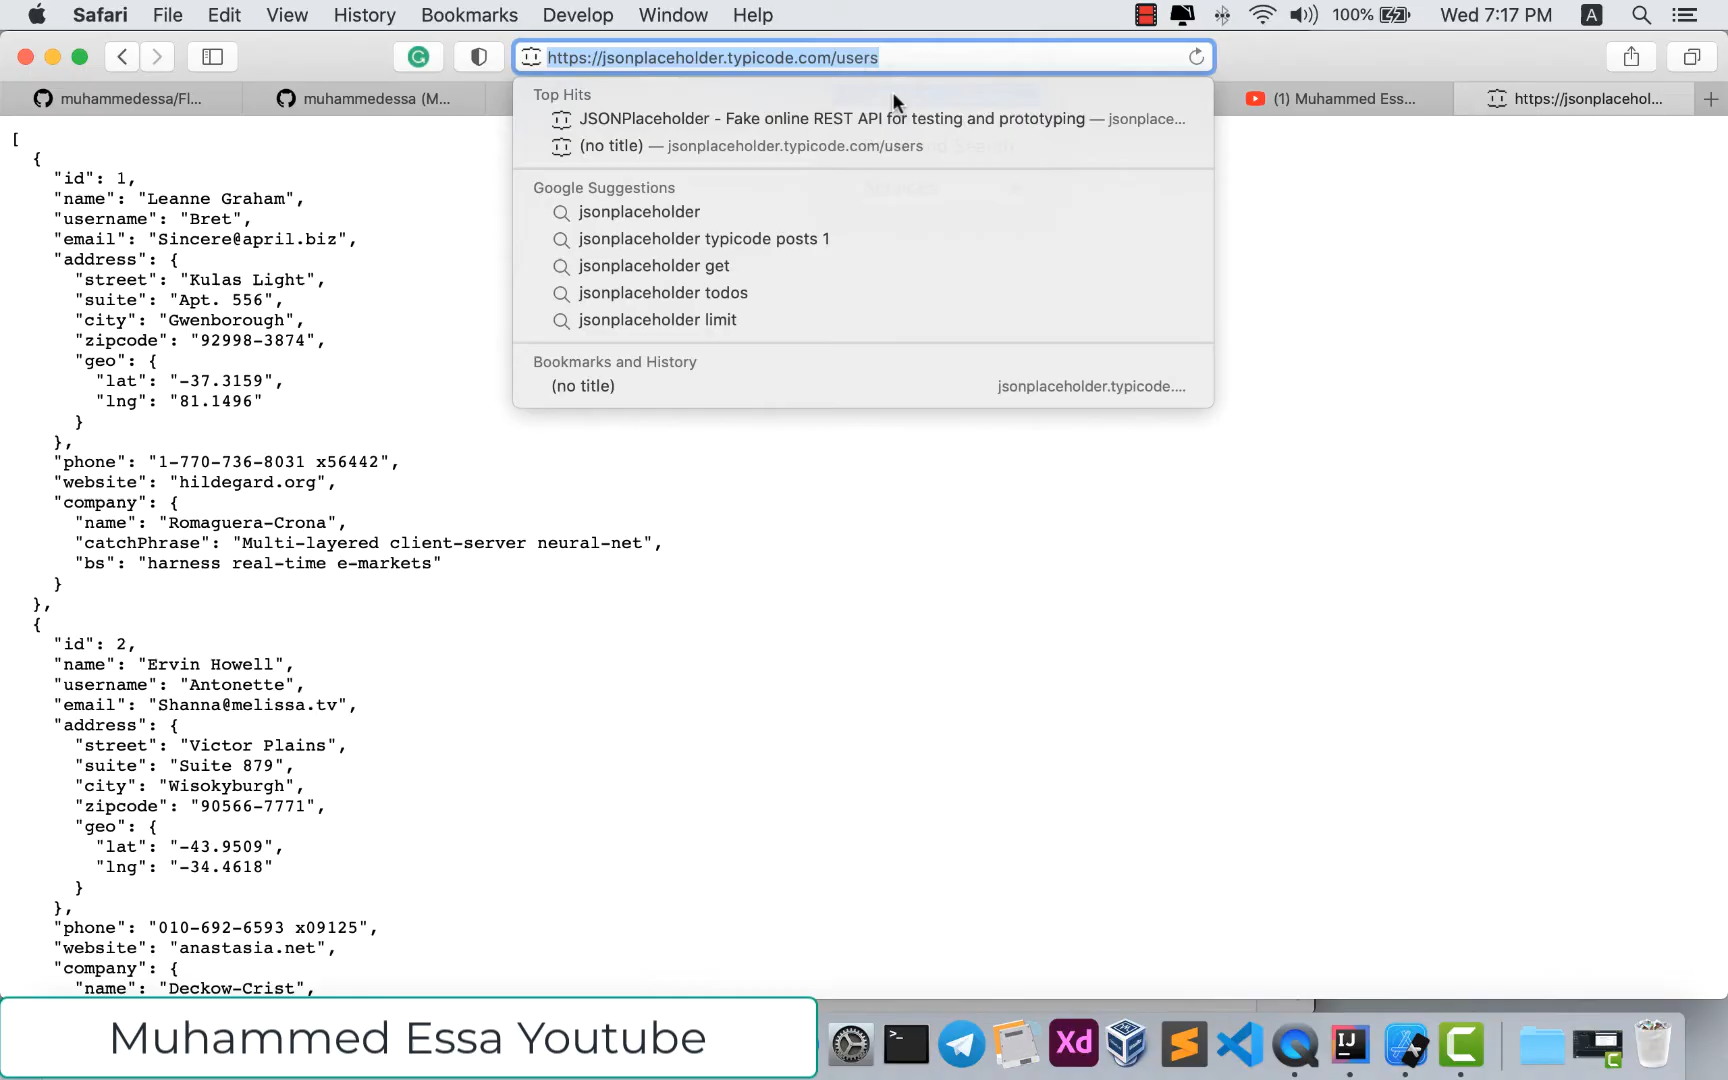 Safari File Edit View History Bookmarks Develop Window Help 100% Wed 7:17 PM A
https://jsonplaceholder.typicode.com/users
muhammedessa/Fl... muhammedessa (M... (1) Muhammed Ess... https://jsonplacehol...
Top Hits
JSONPlaceholder - Fake online REST API for testing and prototyping — jsonplace...
(no title) — jsonplaceholder.typicode.com/users
Google Suggestions
jsonplaceholder
jsonplaceholder typicode posts 1
jsonplaceholder get
jsonplaceholder todos
jsonplaceholder limit
Bookmarks and History
(no title) jsonplaceholder.typicode....
[
{
"id": 1,
"name": "Leanne Graham",
"username": "Bret",
"email": "Sincere@april.biz",
"address": {
"street": "Kulas Light",
"suite": "Apt. 556",
"city": "Gwenborough",
"zipcode": "92998-3874",
"geo": {
"lat": "-37.3159",
"lng": "81.1496"
}
},
"phone": "1-770-736-8031 x56442",
"website": "hildegard.org",
"company": {
"name": "Romaguera-Crona",
"catchPhrase": "Multi-layered client-server neural-net",
"bs": "harness real-time e-markets"
}
},
{
"id": 2,
"name": "Ervin Howell",
"username": "Antonette",
"email": "Shanna@melissa.tv",
"address": {
"street": "Victor Plains",
"suite": "Suite 879",
"city": "Wisokyburgh",
"zipcode": "90566-7771",
"geo": {
"lat": "-43.9509",
"lng": "-34.4618"
}
},
"phone": "010-692-6593 x09125",
"website": "anastasia.net",
"company": {
"name": "Deckow-Crist",
Muhammed Essa Youtube
Xd
IJ